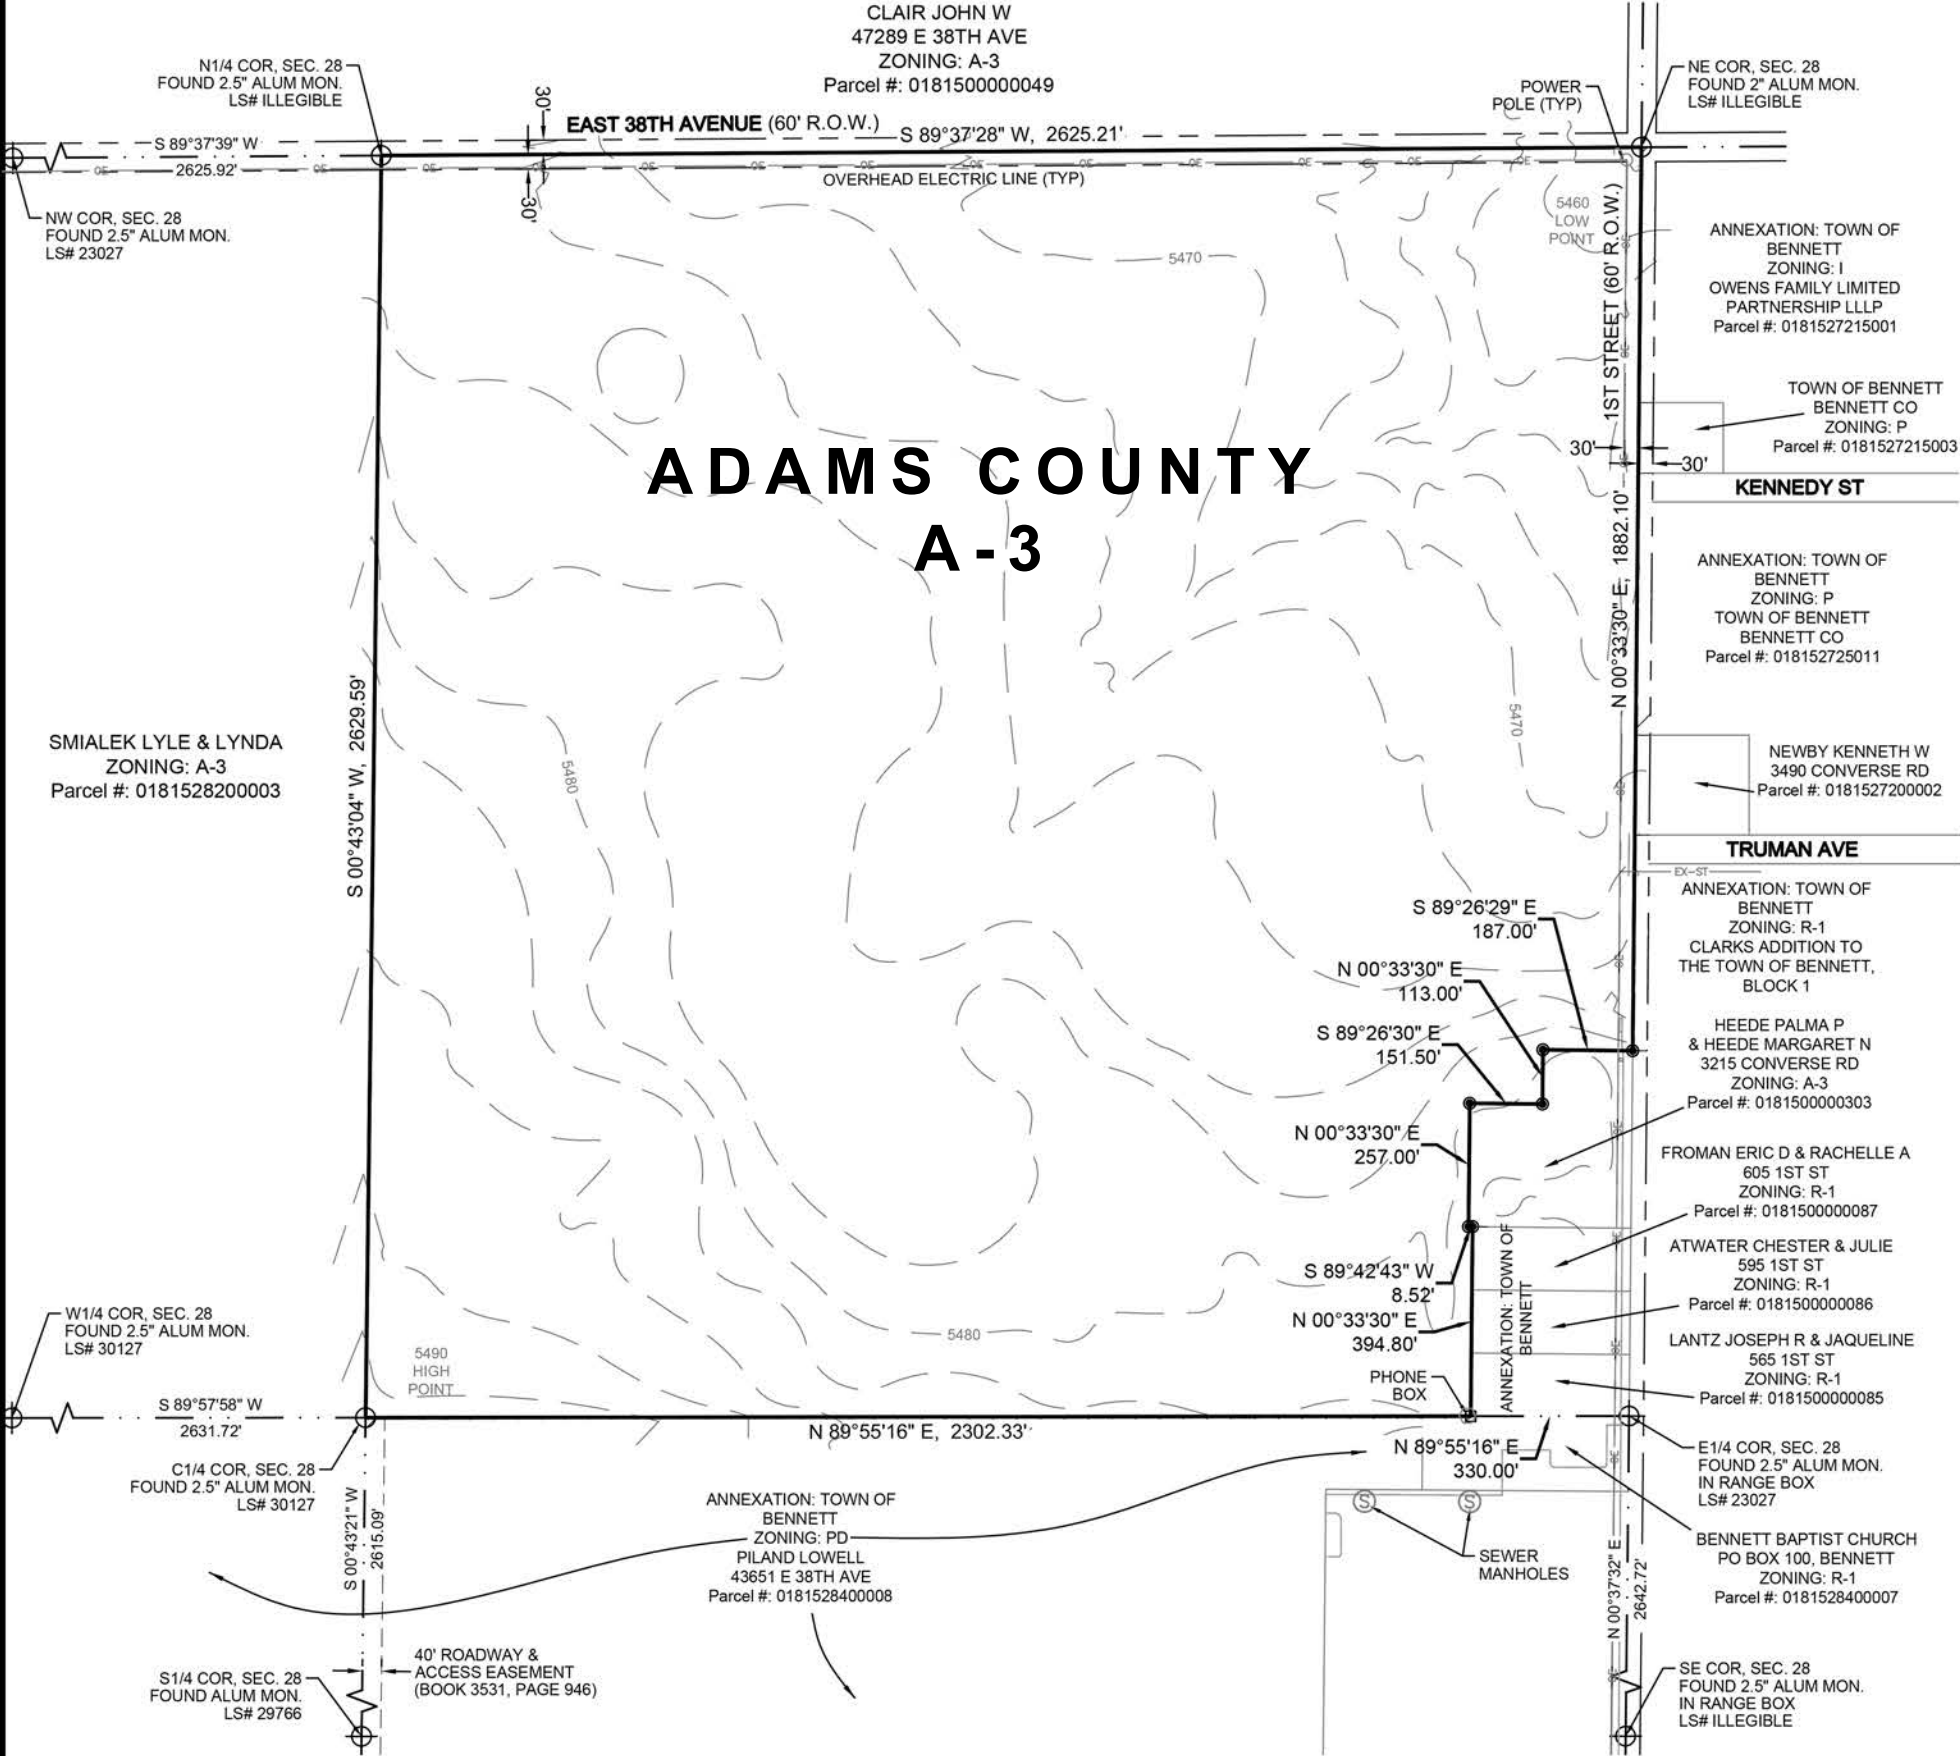 CLAIR JOHN W
47289 E 38TH AVE
ZONING: A-3
Parcel #: 0181500000049
N1/4 COR, SEC. 28
FOUND 2.5" ALUM MON.
LS# ILLEGIBLE
NE COR, SEC. 28
FOUND 2" ALUM MON.
LS# ILLEGIBLE
POWER
POLE (TYP)
30'
EAST 38TH AVENUE (60' R.O.W.)
S 89°37'28" W, 2625.21'
S 89°37'39" W
2625.92'
OE OE OE OE OE OE OE OE OE OE OE
OVERHEAD ELECTRIC LINE (TYP)
30'
NW COR, SEC. 28
FOUND 2.5" ALUM MON.
LS# 23027
5460
LOW
POINT
1ST STREET (60' R.O.W.)
5470
ANNEXATION: TOWN OF
BENNETT
ZONING: I
OWENS FAMILY LIMITED
PARTNERSHIP LLLP
Parcel #: 0181527215001
TOWN OF BENNETT
BENNETT CO
ZONING: P
Parcel #: 0181527215003
30'
30'
KENNEDY ST
ADAMS COUNTY
A-3
N 00°33'30" E, 1882.10'
ANNEXATION: TOWN OF
BENNETT
ZONING: P
TOWN OF BENNETT
BENNETT CO
Parcel #: 018152725011
SMIALEK LYLE & LYNDA
ZONING: A-3
Parcel #: 0181528200003
S 00°43'04" W, 2629.59'
5480
5470
NEWBY KENNETH W
3490 CONVERSE RD
Parcel #: 0181527200002
TRUMAN AVE
EX-ST
ANNEXATION: TOWN OF
BENNETT
ZONING: R-1
CLARKS ADDITION TO
THE TOWN OF BENNETT,
BLOCK 1
S 89°26'29" E
187.00'
N 00°33'30" E
113.00'
S 89°26'30" E
151.50'
N 00°33'30" E
257.00'
HEEDE PALMA P
& HEEDE MARGARET N
3215 CONVERSE RD
ZONING: A-3
Parcel #: 0181500000303
FROMAN ERIC D & RACHELLE A
605 1ST ST
ZONING: R-1
Parcel #: 0181500000087
ATWATER CHESTER & JULIE
595 1ST ST
ZONING: R-1
Parcel #: 0181500000086
LANTZ JOSEPH R & JAQUELINE
565 1ST ST
ZONING: R-1
Parcel #: 0181500000085
S 89°42'43" W
8.52'
N 00°33'30" E
394.80'
ANNEXATION: TOWN OF
BENNETT
PHONE
BOX
5480
5490
HIGH
POINT
W1/4 COR, SEC. 28
FOUND 2.5" ALUM MON.
LS# 30127
S 89°57'58" W
2631.72'
N 89°55'16" E, 2302.33'
N 89°55'16" E
330.00'
C1/4 COR, SEC. 28
FOUND 2.5" ALUM MON.
LS# 30127
E1/4 COR, SEC. 28
FOUND 2.5" ALUM MON.
IN RANGE BOX
LS# 23027
S 00°43'21" W
2615.09'
ANNEXATION: TOWN OF
BENNETT
ZONING: PD
PILAND LOWELL
43651 E 38TH AVE
Parcel #: 0181528400008
S
S
SEWER
MANHOLES
BENNETT BAPTIST CHURCH
PO BOX 100, BENNETT
ZONING: R-1
Parcel #: 0181528400007
N 00°37'32" E
2642.72'
40' ROADWAY &
ACCESS EASEMENT
(BOOK 3531, PAGE 946)
S1/4 COR, SEC. 28
FOUND ALUM MON.
LS# 29766
SE COR, SEC. 28
FOUND 2.5" ALUM MON.
IN RANGE BOX
LS# ILLEGIBLE